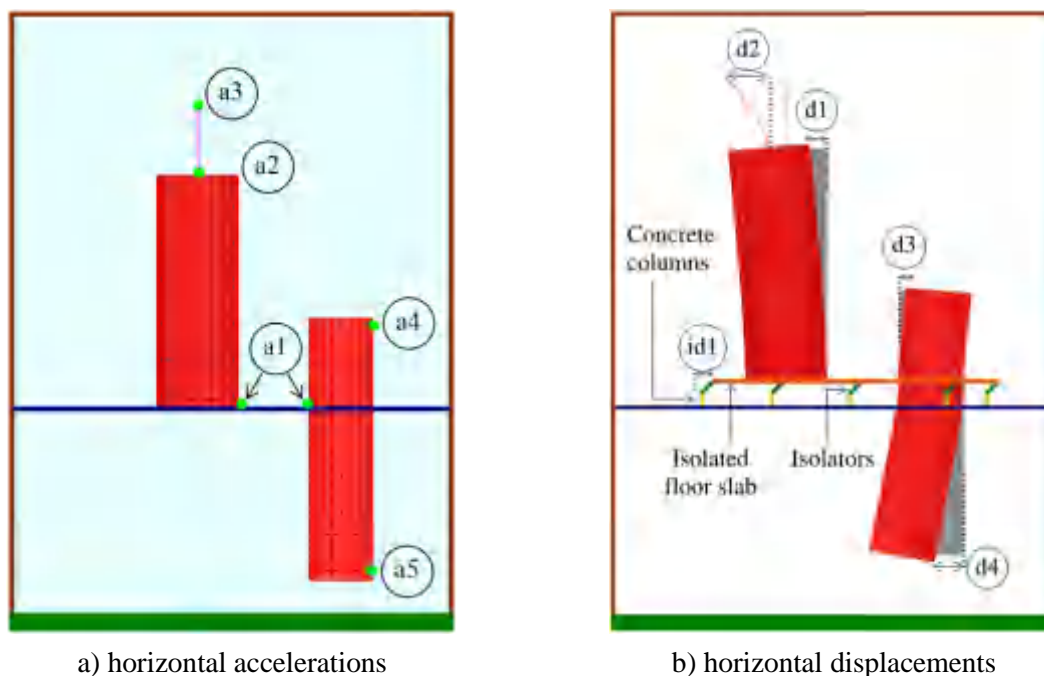 a3
a2
a1
a4
a5
a) horizontal accelerations
d2
d1
Concrete
columns
d3
id1
Isolated
floor slab
Isolators
d4
b) horizontal displacements